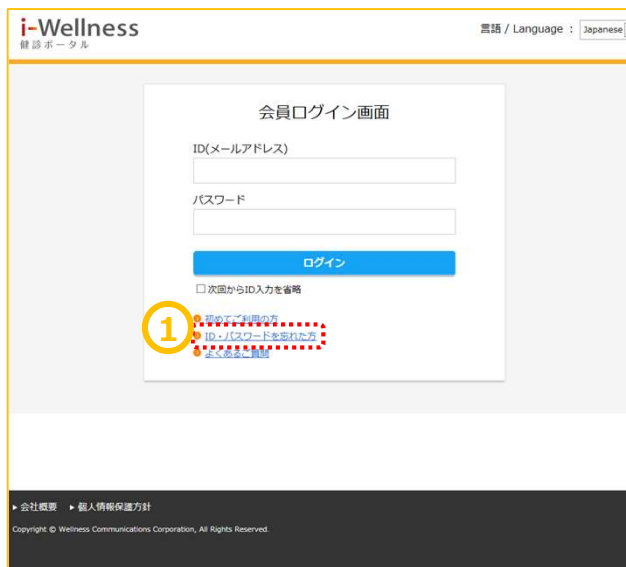 i-Wellness
健診ポータル
言語 / Language : Japanese
会員ログイン画面
ID(メールアドレス)
パスワード
ログイン
次回からID入力を省略
初めてご利用の方
1
ID・パスワードを忘れた方
よくあるご質問
会社概要 個人情報保護方針
Copyright © Wellness Communications Corporation, All Rights Reserved.